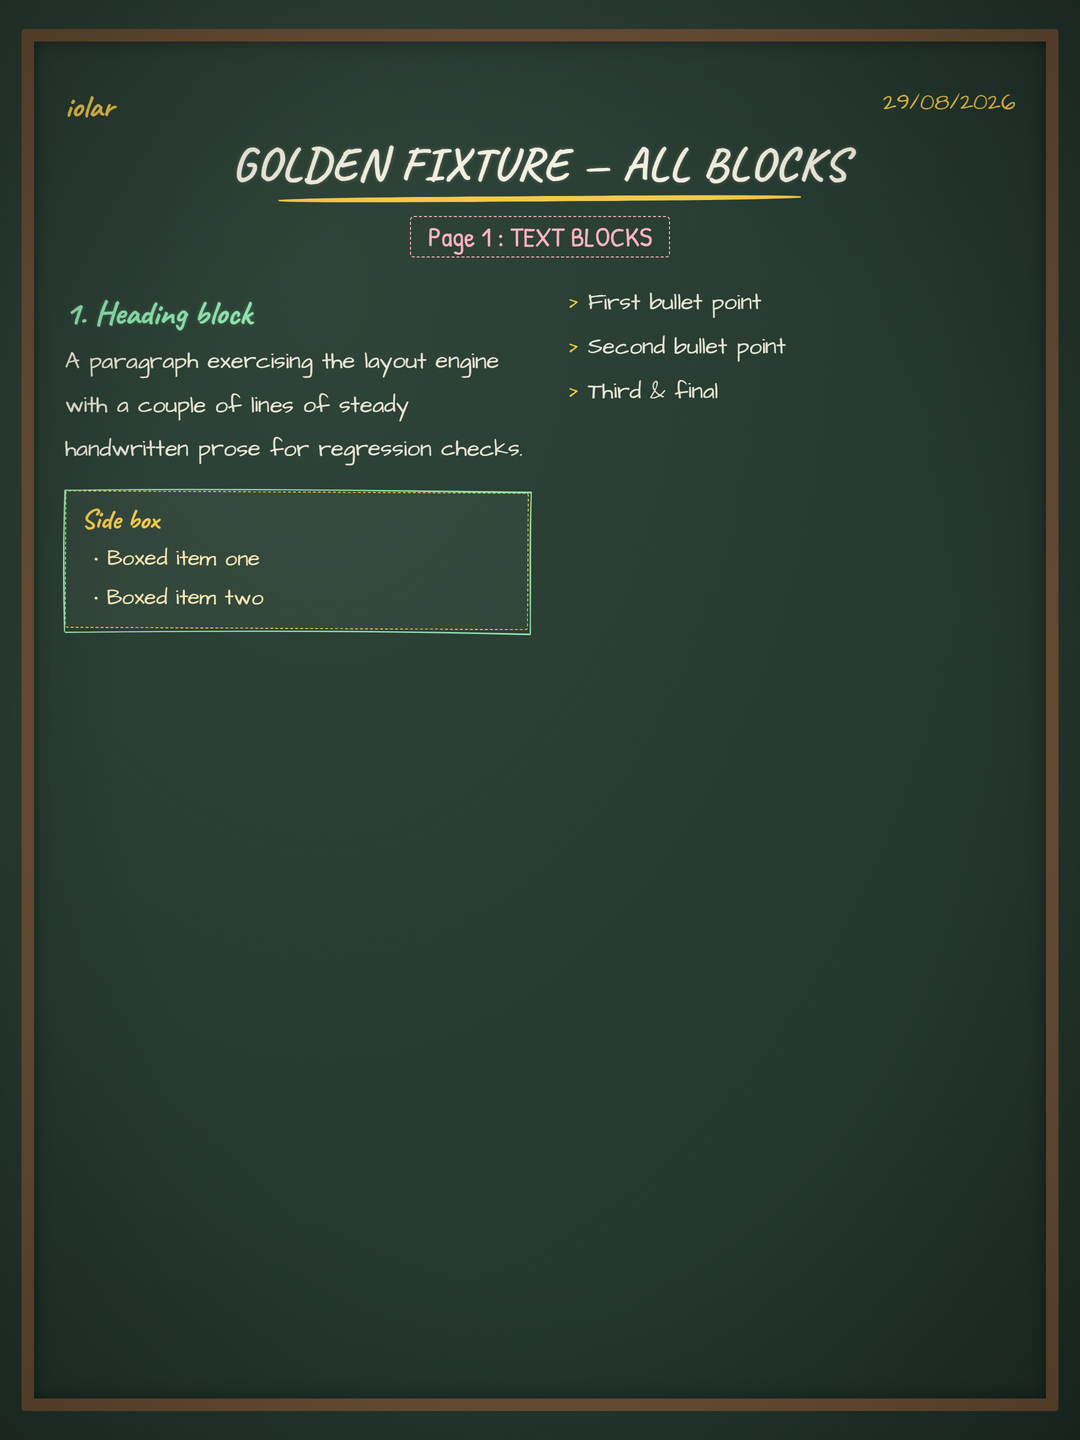 iolar
29/08/2026
GOLDEN FIXTURE – ALL BLOCKS
Page 1 : TEXT BLOCKS
1. Heading block
A paragraph exercising the layout engine
with a couple of lines of steady
handwritten prose for regression checks.
Side box
· Boxed item one
· Boxed item two
> First bullet point
> Second bullet point
> Third & final